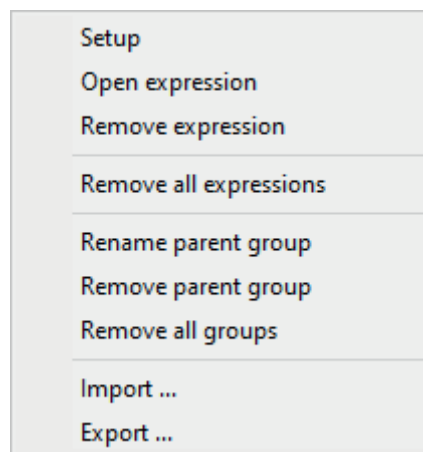 Setup
Open expression
Remove expression
Remove all expressions
Rename parent group
Remove parent group
Remove all groups
Import ...
Export ...